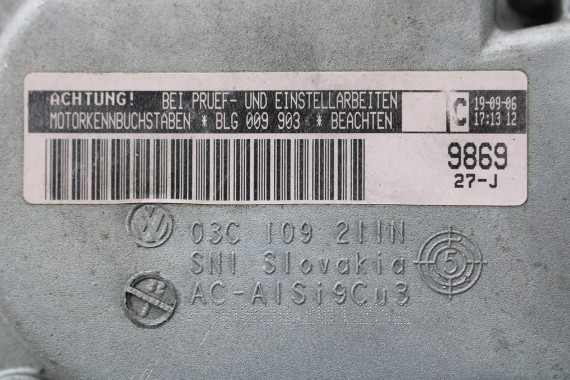 ACHTUNG! BEI PRUEF- UND EINSTELLARBEITEN
MOTORKENNBUCHSTABEN * BLG 009 903 * BEACHTEN
C
19-09-06
17:13 12
9869
27-J
03C 109 211N
SNI Slovakia
AC-AlSi9Cu3
5